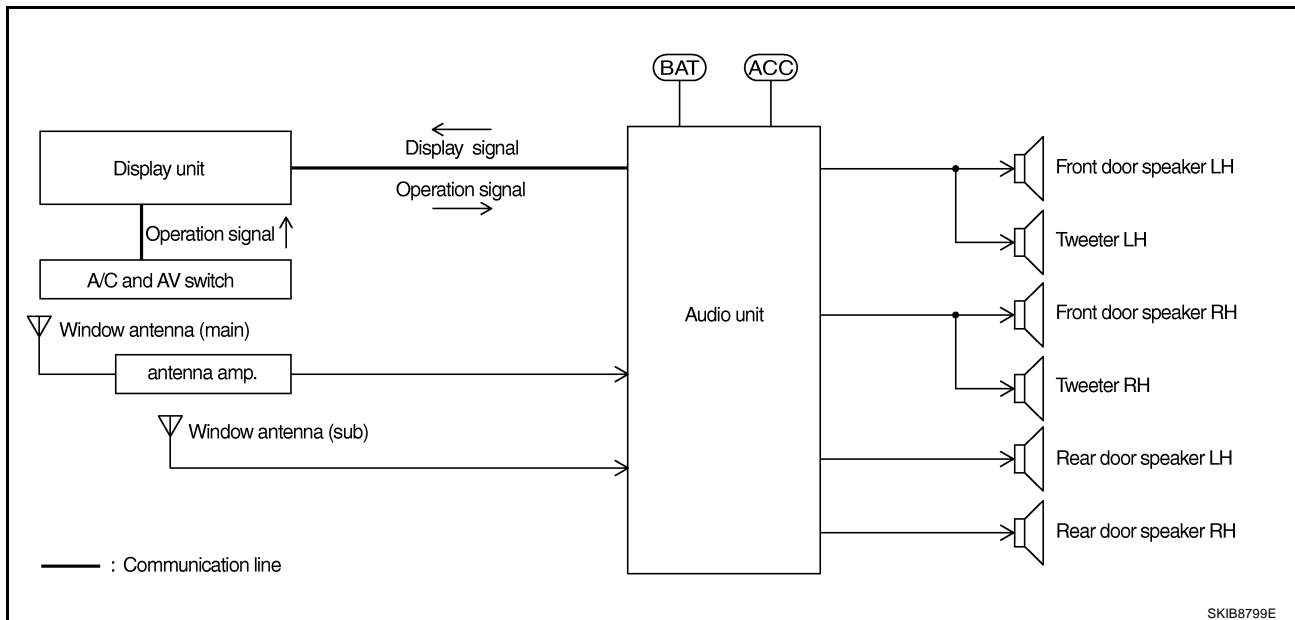 BAT
ACC
Display unit
Display signal
Operation signal
Operation signal
A/C and AV switch
Window antenna (main)
antenna amp.
Window antenna (sub)
Audio unit
Front door speaker LH
Tweeter LH
Front door speaker RH
Tweeter RH
Rear door speaker LH
Rear door speaker RH
: Communication line
SKIB8799E